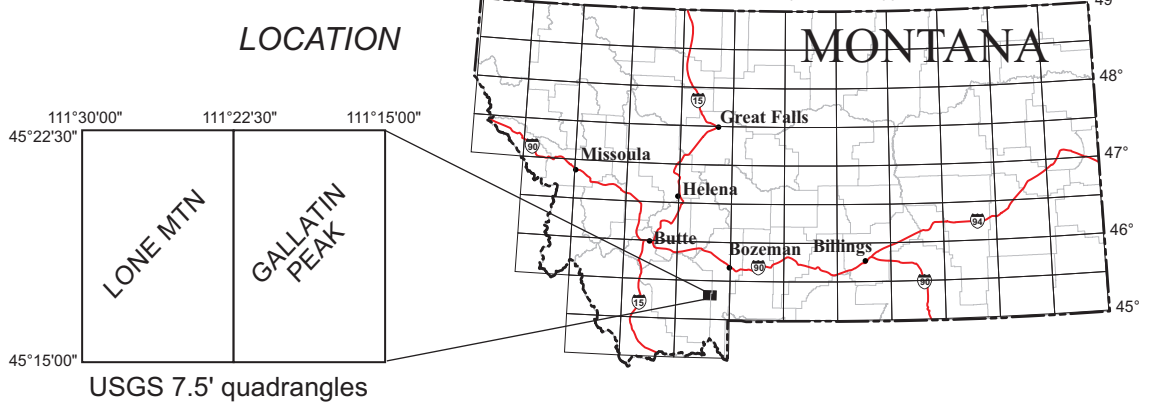 LOCATION
MONTANA
49°
48°
47°
46°
45°
15
Great Falls
90
Missoula
Helena
94
Butte
Bozeman
Billings
90
90
15
111°30'00"
111°22'30"
111°15'00"
45°22'30"
LONE MTN
GALLATIN
PEAK
45°15'00"
USGS 7.5' quadrangles